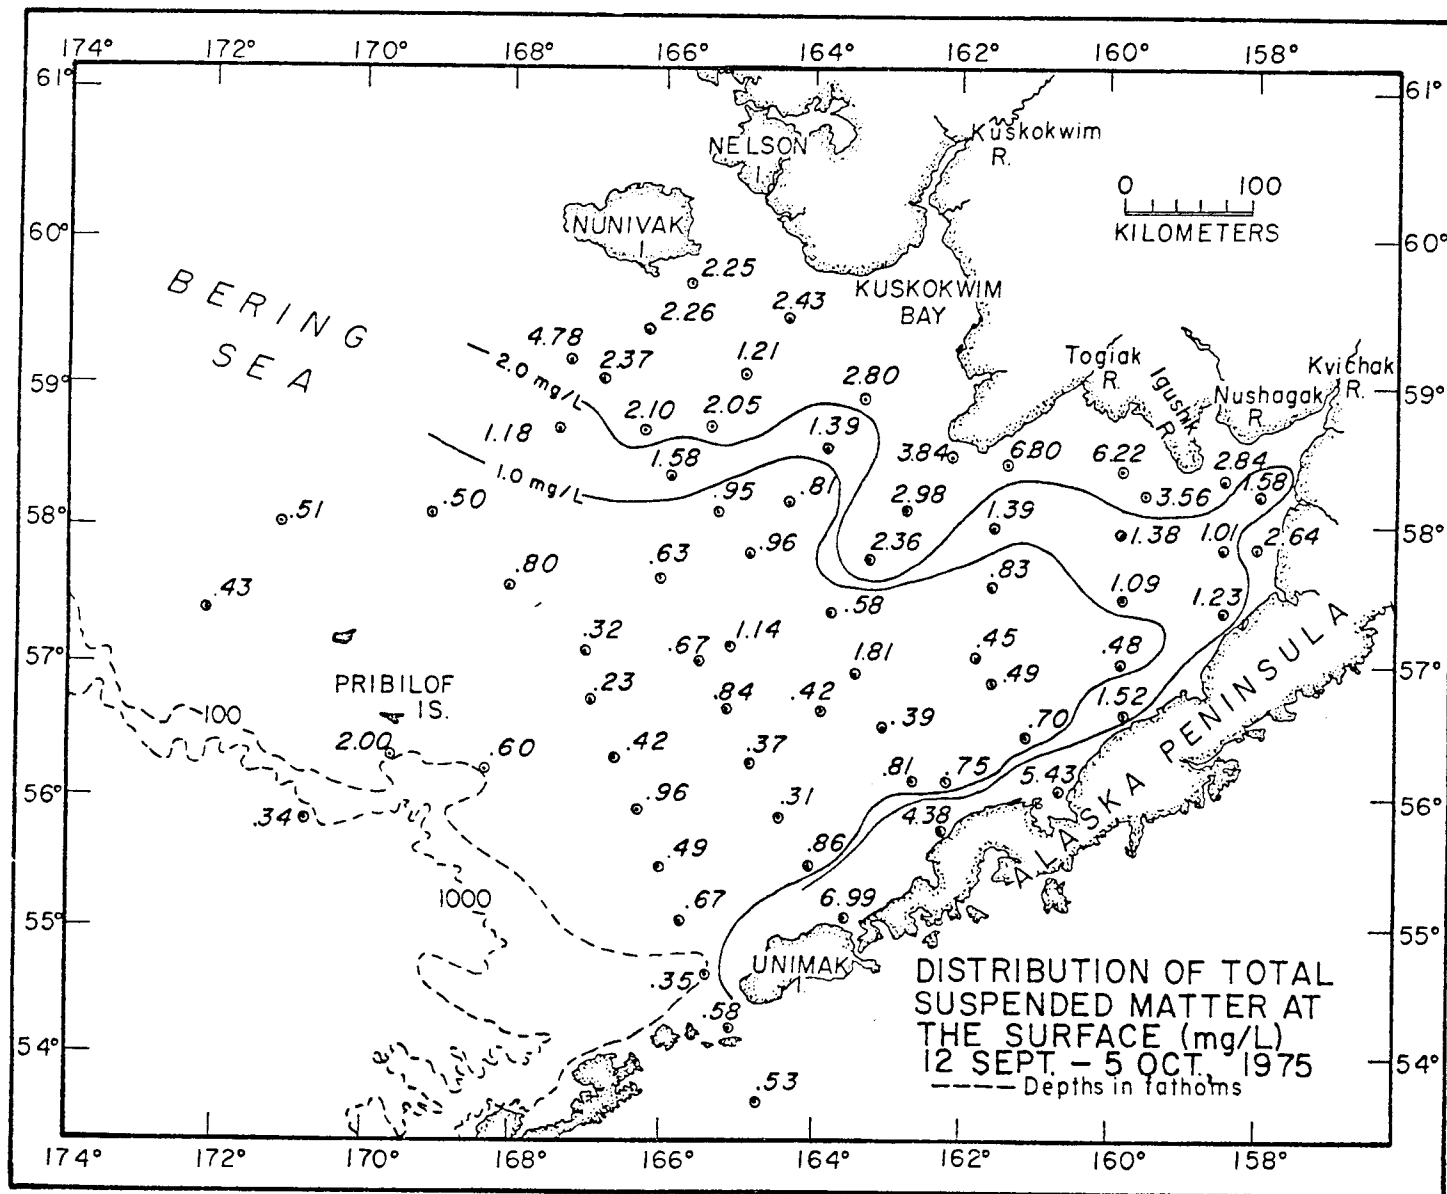 174° 172° 170° 168° 166° 164° 162° 160° 158°
61° 61°
Kuskokwim
R.
NELSON
I
0 100
KILOMETERS
NUNIVAK
I
60° 60°
2.25
BERING
SEA
KUSKOKWIM
BAY
2.26 2.43
4.78 2.37 1.21
Togiak
R.
Igushik
R.
Nushagak
R.
Kvichak
R.
59° 59°
2.0 mg/L
2.80
2.10 2.05
1.18 1.39
1.58
3.84 6.80 6.22 2.84
1.0 mg/L
3.56 1.58
.95 .81 2.98
.51 .50
58° 58°
1.39 1.38 1.01 2.64
.63 .96 2.36
.80 .83 1.09
.43 .58 1.23
.32 .67 1.14
57° 57°
1.81 .45 .48
.49
PRIBILOF
IS.
.23 .84 .42 1.52
100
.39 .70
2.00 .60 .42 .37
.81 .75 5.43
56° 56°
.34 .96 .31
4.38
ALASKA PENINSULA
.49 .86
1000
.67 6.99
55° 55°
UNIMAK
I
.35
.58
DISTRIBUTION OF TOTAL
SUSPENDED MATTER AT
THE SURFACE (mg/L)
12 SEPT. – 5 OCT., 1975
----- Depths in fathoms
54° 54°
.53
174° 172° 170° 168° 166° 164° 162° 160° 158°